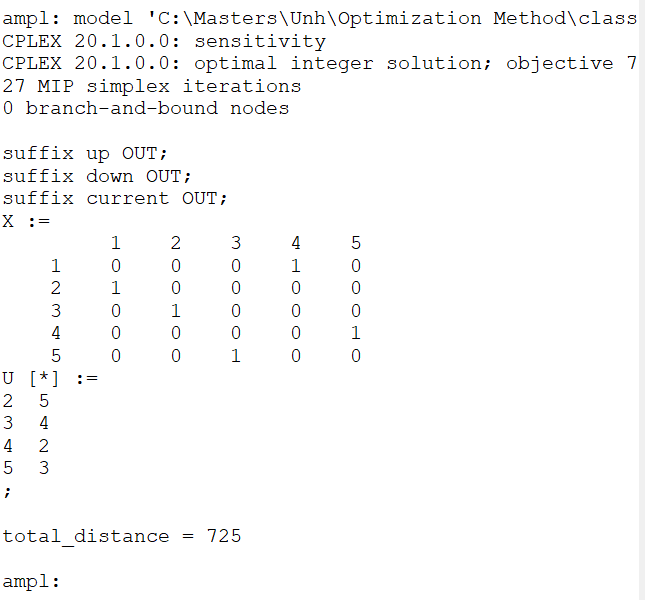 ampl: model 'C:\Masters\Unh\Optimization Method\class
CPLEX 20.1.0.0: sensitivity
CPLEX 20.1.0.0: optimal integer solution; objective 7
27 MIP simplex iterations
0 branch-and-bound nodes
suffix up OUT;
suffix down OUT;
suffix current OUT;
X :=
1 2 3 4 5
1 0 0 0 1 0
2 1 0 0 0 0
3 0 1 0 0 0
4 0 0 0 0 1
5 0 0 1 0 0
U [*] :=
2 5
3 4
4 2
5 3
;
total_distance = 725
ampl: